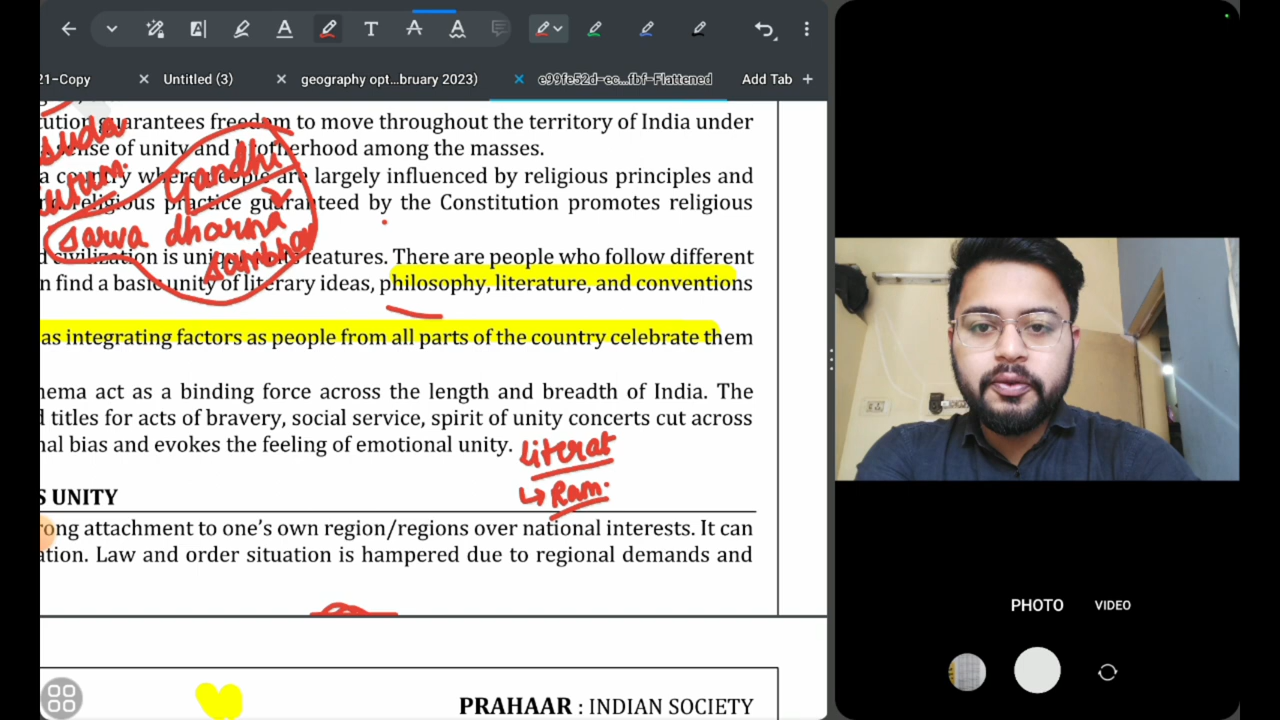 21-Copy
Untitled (3)
geography opt...bruary 2023)
e99fe52d-ec...fbf-Flattened
Add Tab +
tution guarantees freedom to move throughout the territory of India under
sense of unity and brotherhood among the masses.
a country where people are largely influenced by religious principles and
religious practice guaranteed by the Constitution promotes religious
Gandhi
sarva dharma
sambhav
civilization is unique in its features. There are people who follow different
n find a basic unity of literary ideas, philosophy, literature, and conventions
as integrating factors as people from all parts of the country celebrate them
nema act as a binding force across the length and breadth of India. The
d titles for acts of bravery, social service, spirit of unity concerts cut across
nal bias and evokes the feeling of emotional unity.
Literat
↳ Ram.
S UNITY
rong attachment to one's own region/regions over national interests. It can
ation. Law and order situation is hampered due to regional demands and
PRAHAAR : INDIAN SOCIETY
PHOTO
VIDEO